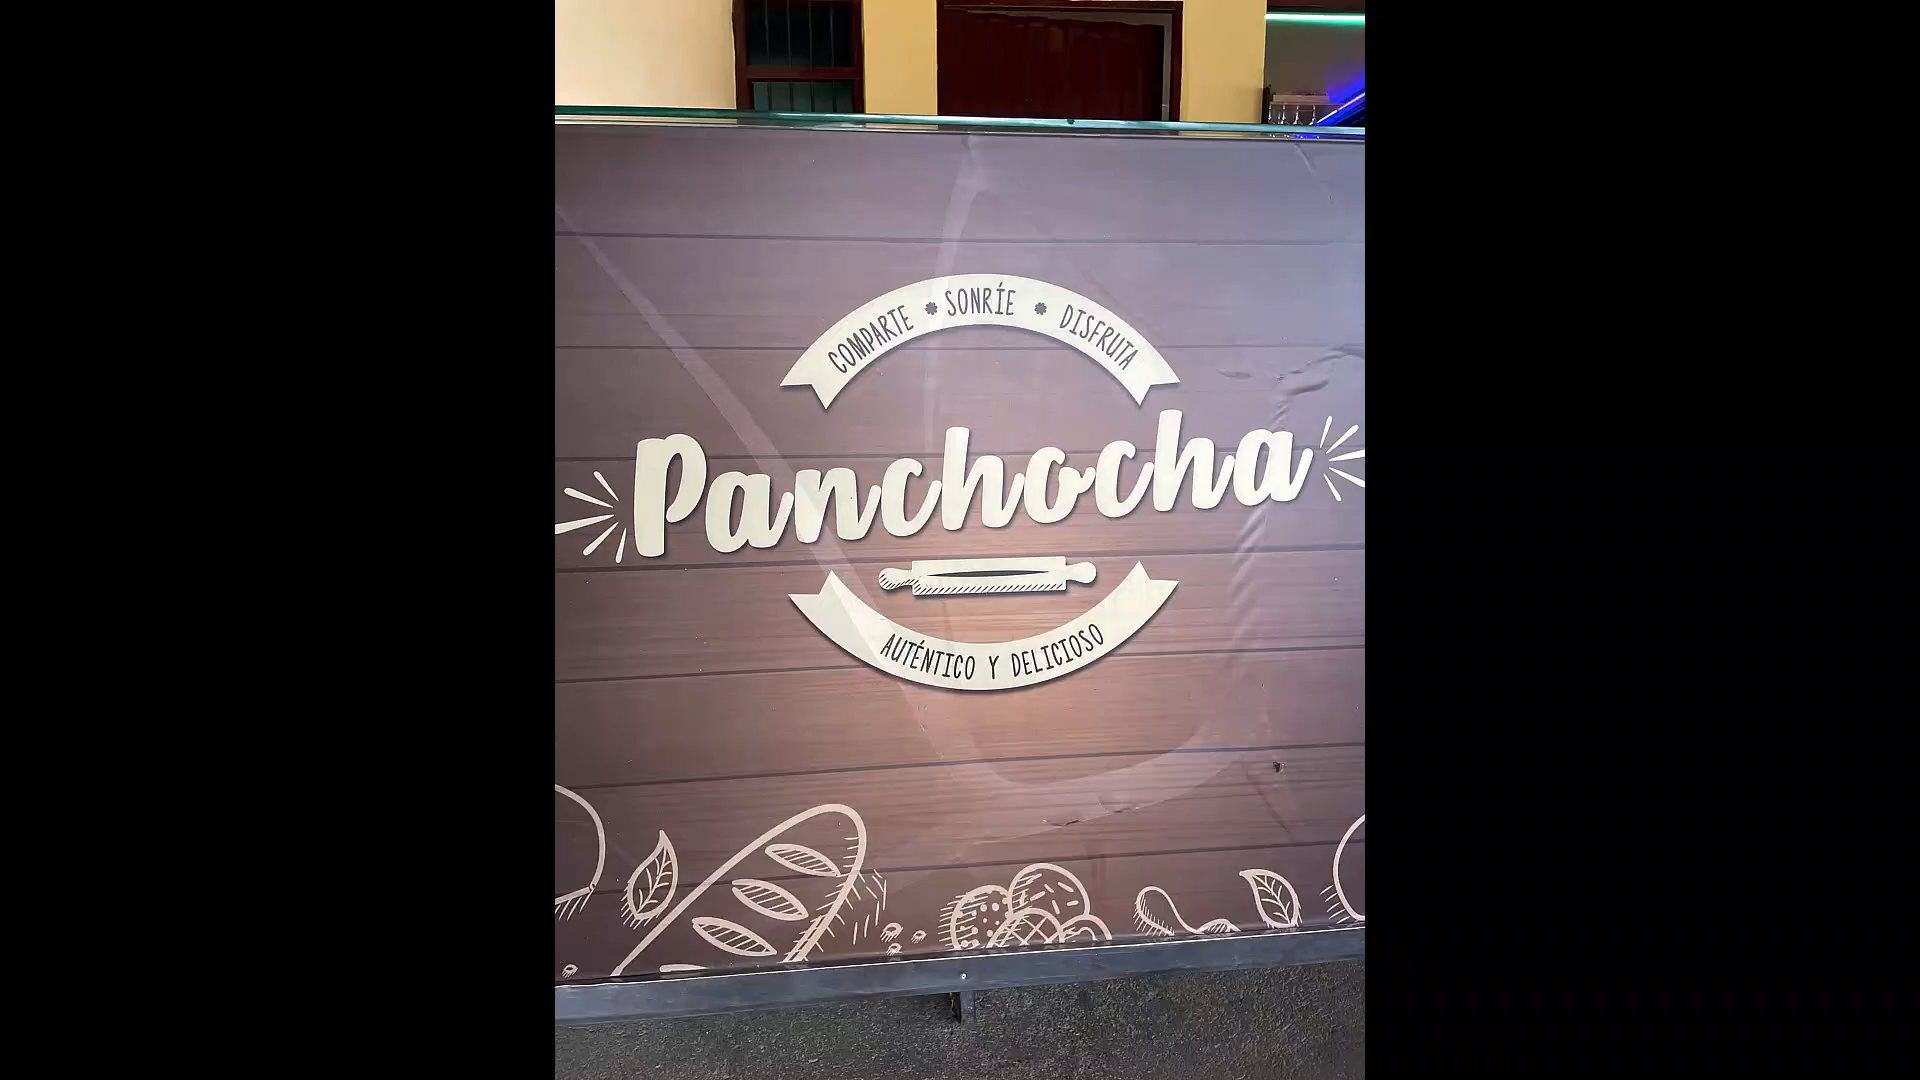 COMPARTE * SONRÍE * DISFRUTA
Panchocha
AUTÉNTICO Y DELICIOSO